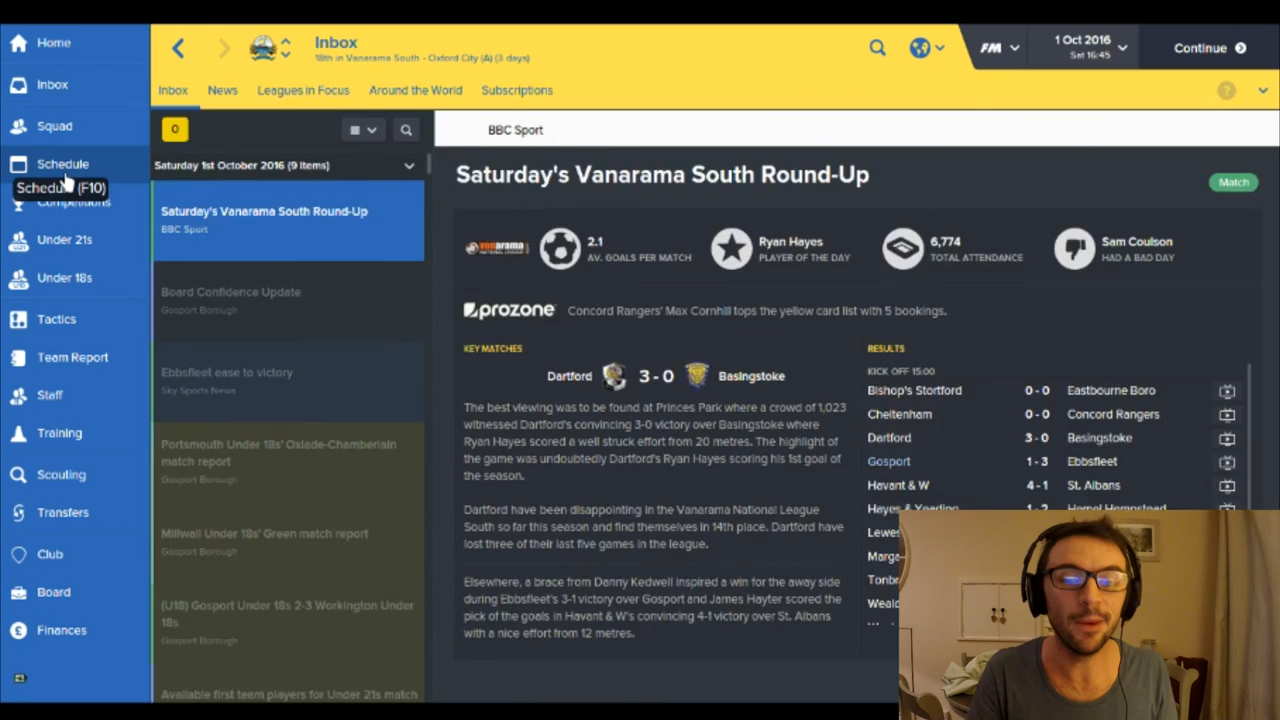 Home
Inbox
Squad
Schedule
Schedu (F10)
Competitions
Under 21s
Under 18s
Tactics
Team Report
Staff
Training
Scouting
Transfers
Club
Board
Finances
Inbox
18th in Vanarama South - Oxford City (A) (3 days)
FM
1 Oct 2016
Sat 16:45
Continue
Inbox News Leagues in Focus Around the World Subscriptions
?
0
Saturday 1st October 2016 (9 items)
Saturday's Vanarama South Round-Up
BBC Sport
Board Confidence Update
Gosport Borough
Ebbsfleet ease to victory
Sky Sports News
Portsmouth Under 18s' Oxlade-Chamberlain
match report
Gosport Borough
Millwall Under 18s' Green match report
Gosport Borough
(U18) Gosport Under 18s 2-3 Workington Under
18s
Gosport Borough
Available first team players for Under 21s match
BBC Sport
Saturday's Vanarama South Round-Up
Match
vanarama
2.1
AV. GOALS PER MATCH
Ryan Hayes
PLAYER OF THE DAY
6,774
TOTAL ATTENDANCE
Sam Coulson
HAD A BAD DAY
prozone Concord Rangers' Max Cornhill tops the yellow card list with 5 bookings.
KEY MATCHES
Dartford 3 - 0 Basingstoke
The best viewing was to be found at Princes Park where a crowd of 1,023
witnessed Dartford's convincing 3-0 victory over Basingstoke where
Ryan Hayes scored a well struck effort from 20 metres. The highlight of
the game was undoubtedly Dartford's Ryan Hayes scoring his 1st goal of
the season.
Dartford have been disappointing in the Vanarama National League
South so far this season and find themselves in 14th place. Dartford have
lost three of their last five games in the league.
Elsewhere, a brace from Danny Kedwell inspired a win for the away side
during Ebbsfleet's 3-1 victory over Gosport and James Hayter scored the
pick of the goals in Havant & W's convincing 4-1 victory over St. Albans
with a nice effort from 12 metres.
RESULTS
KICK OFF 15:00
Bishop's Stortford 0 - 0 Eastbourne Boro
Cheltenham 0 - 0 Concord Rangers
Dartford 3 - 0 Basingstoke
Gosport 1 - 3 Ebbsfleet
Havant & W 4 - 1 St. Albans
Hayes & Yeading 1 - 2 Hemel Hempstead
Lewe
Marga
Tonbr
Weald